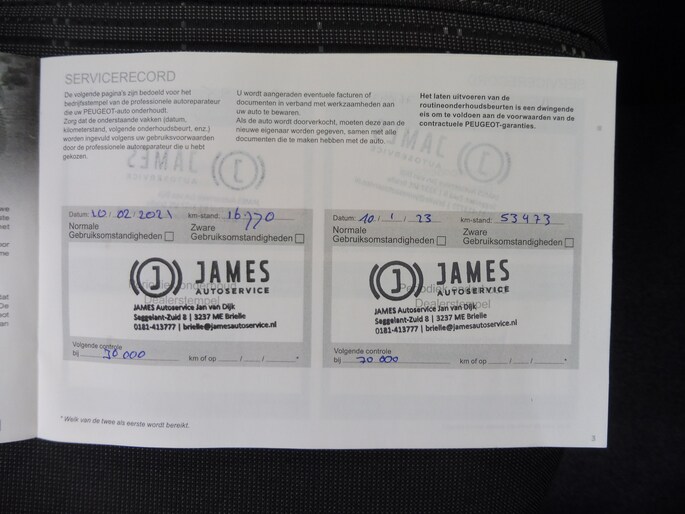 SERVICERECORD
De volgende pagina's zijn bedoeld voor het
bedrijfsstempel van de professionele autoreparateur
die uw PEUGEOT-auto onderhoudt.
Zorg dat de onderstaande vakken (datum,
kilometerstand, volgende onderhoudsbeurt, enz.)
worden ingevuld volgens uw gebruiksvoorwaarden
door de professionele autoreparateur die u hebt
gekozen.
U wordt aangeraden eventuele facturen of
documenten in verband met werkzaamheden aan
uw auto te bewaren.
Als de auto wordt doorverkocht, moeten deze aan de
nieuwe eigenaar worden gegeven, samen met alle
documenten die te maken hebben met de auto.
Het laten uitvoeren van de
routineonderhoudsbeurten is een dwingende
eis om te voldoen aan de voorwaarden van de
contractuele PEUGEOT-garanties.
Datum: 10/02/2021 km-stand: 16770
Normale
Gebruiksomstandigheden
Zware
Gebruiksomstandigheden
J JAMES
AUTOSERVICE
Dealerstempel
JAMES Autoservice Jan van Dijk
Seggelant-Zuid 8 | 3237 ME Brielle
0181-413777 | brielle@jamesautoservice.nl
Volgende controle
bij 30 000 km of op / / *
Datum: 10/1/23 km-stand: 53473
Normale
Gebruiksomstandigheden
Zware
Gebruiksomstandigheden
J JAMES
AUTOSERVICE
Dealerstempel
JAMES Autoservice Jan van Dijk
Seggelant-Zuid 8 | 3237 ME Brielle
0181-413777 | brielle@jamesautoservice.nl
Volgende controle
bij 70 000 km of op / / *
* Welk van de twee als eerste wordt bereikt.
3